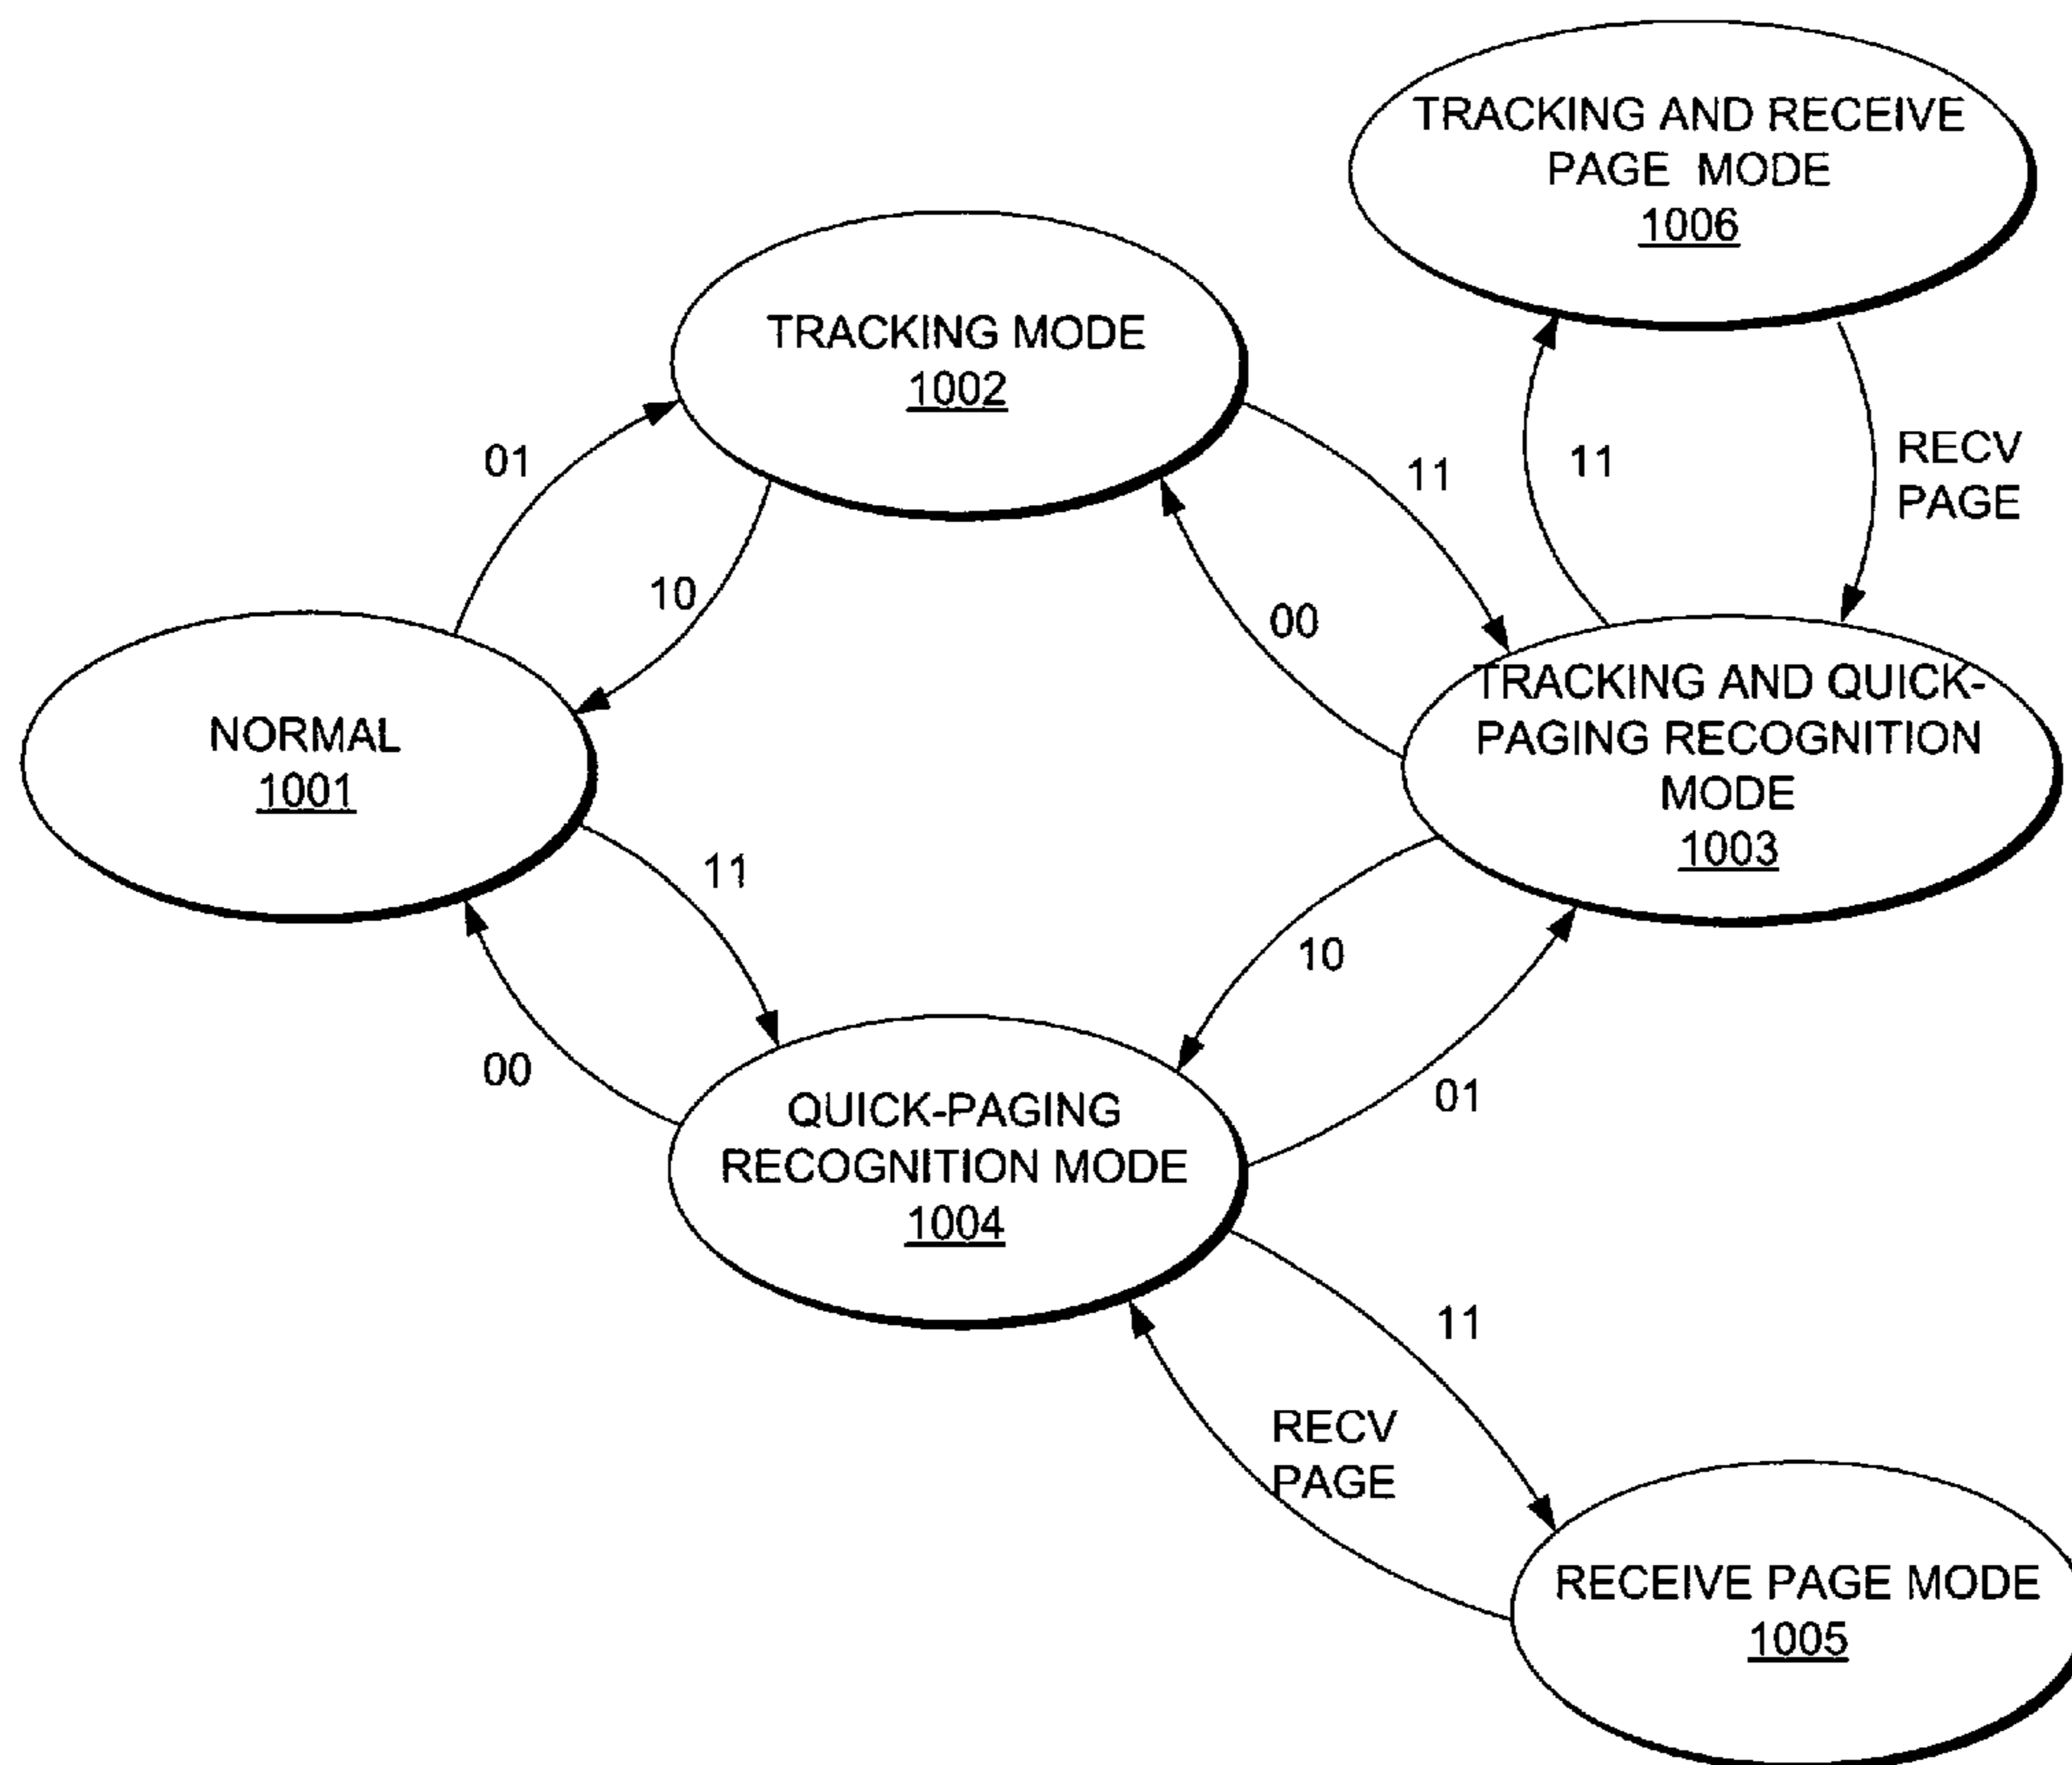 TRACKING AND RECEIVE
PAGE MODE
1006
TRACKING MODE
1002
01
10
11
00
11
RECV
PAGE
NORMAL
1001
TRACKING AND QUICK-
PAGING RECOGNITION
MODE
1003
11
00
10
01
QUICK-PAGING
RECOGNITION MODE
1004
11
RECV
PAGE
RECEIVE PAGE MODE
1005